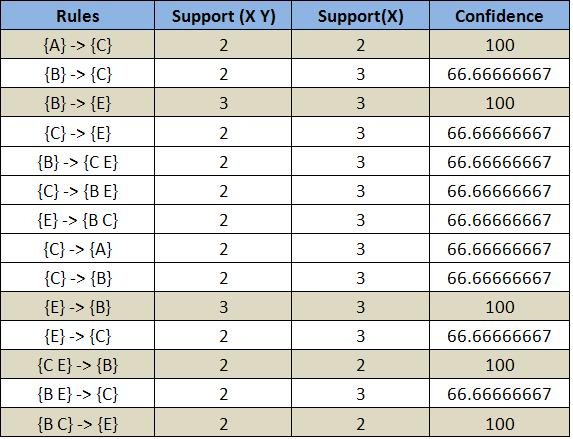 Rules Support (X Y) Support(X) Confidence
{A} -> {C} 2 2 100
{B} -> {C} 2 3 66.66666667
{B} -> {E} 3 3 100
{C} -> {E} 2 3 66.66666667
{B} -> {C E} 2 3 66.66666667
{C} -> {B E} 2 3 66.66666667
{E} -> {B C} 2 3 66.66666667
{C} -> {A} 2 3 66.66666667
{C} -> {B} 2 3 66.66666667
{E} -> {B} 3 3 100
{E} -> {C} 2 3 66.66666667
{C E} -> {B} 2 2 100
{B E} -> {C} 2 3 66.66666667
{B C} -> {E} 2 2 100